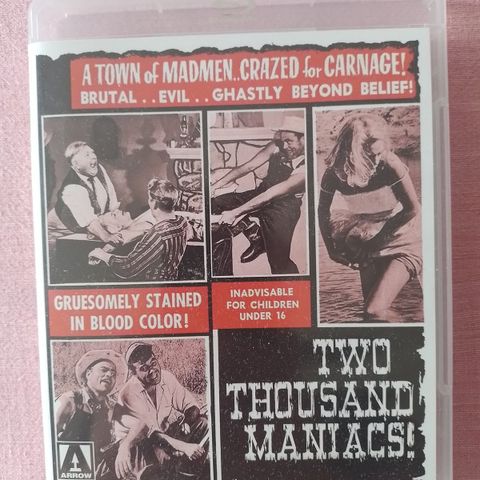 A TOWN of MADMEN..CRAZED for CARNAGE!
BRUTAL..EVIL..GHASTLY BEYOND BELIEF!
GRUESOMELY STAINED
IN BLOOD COLOR!
INADVISABLE
FOR CHILDREN
UNDER 16
TWO
THOUSAND
MANIACS!
A
ARROW